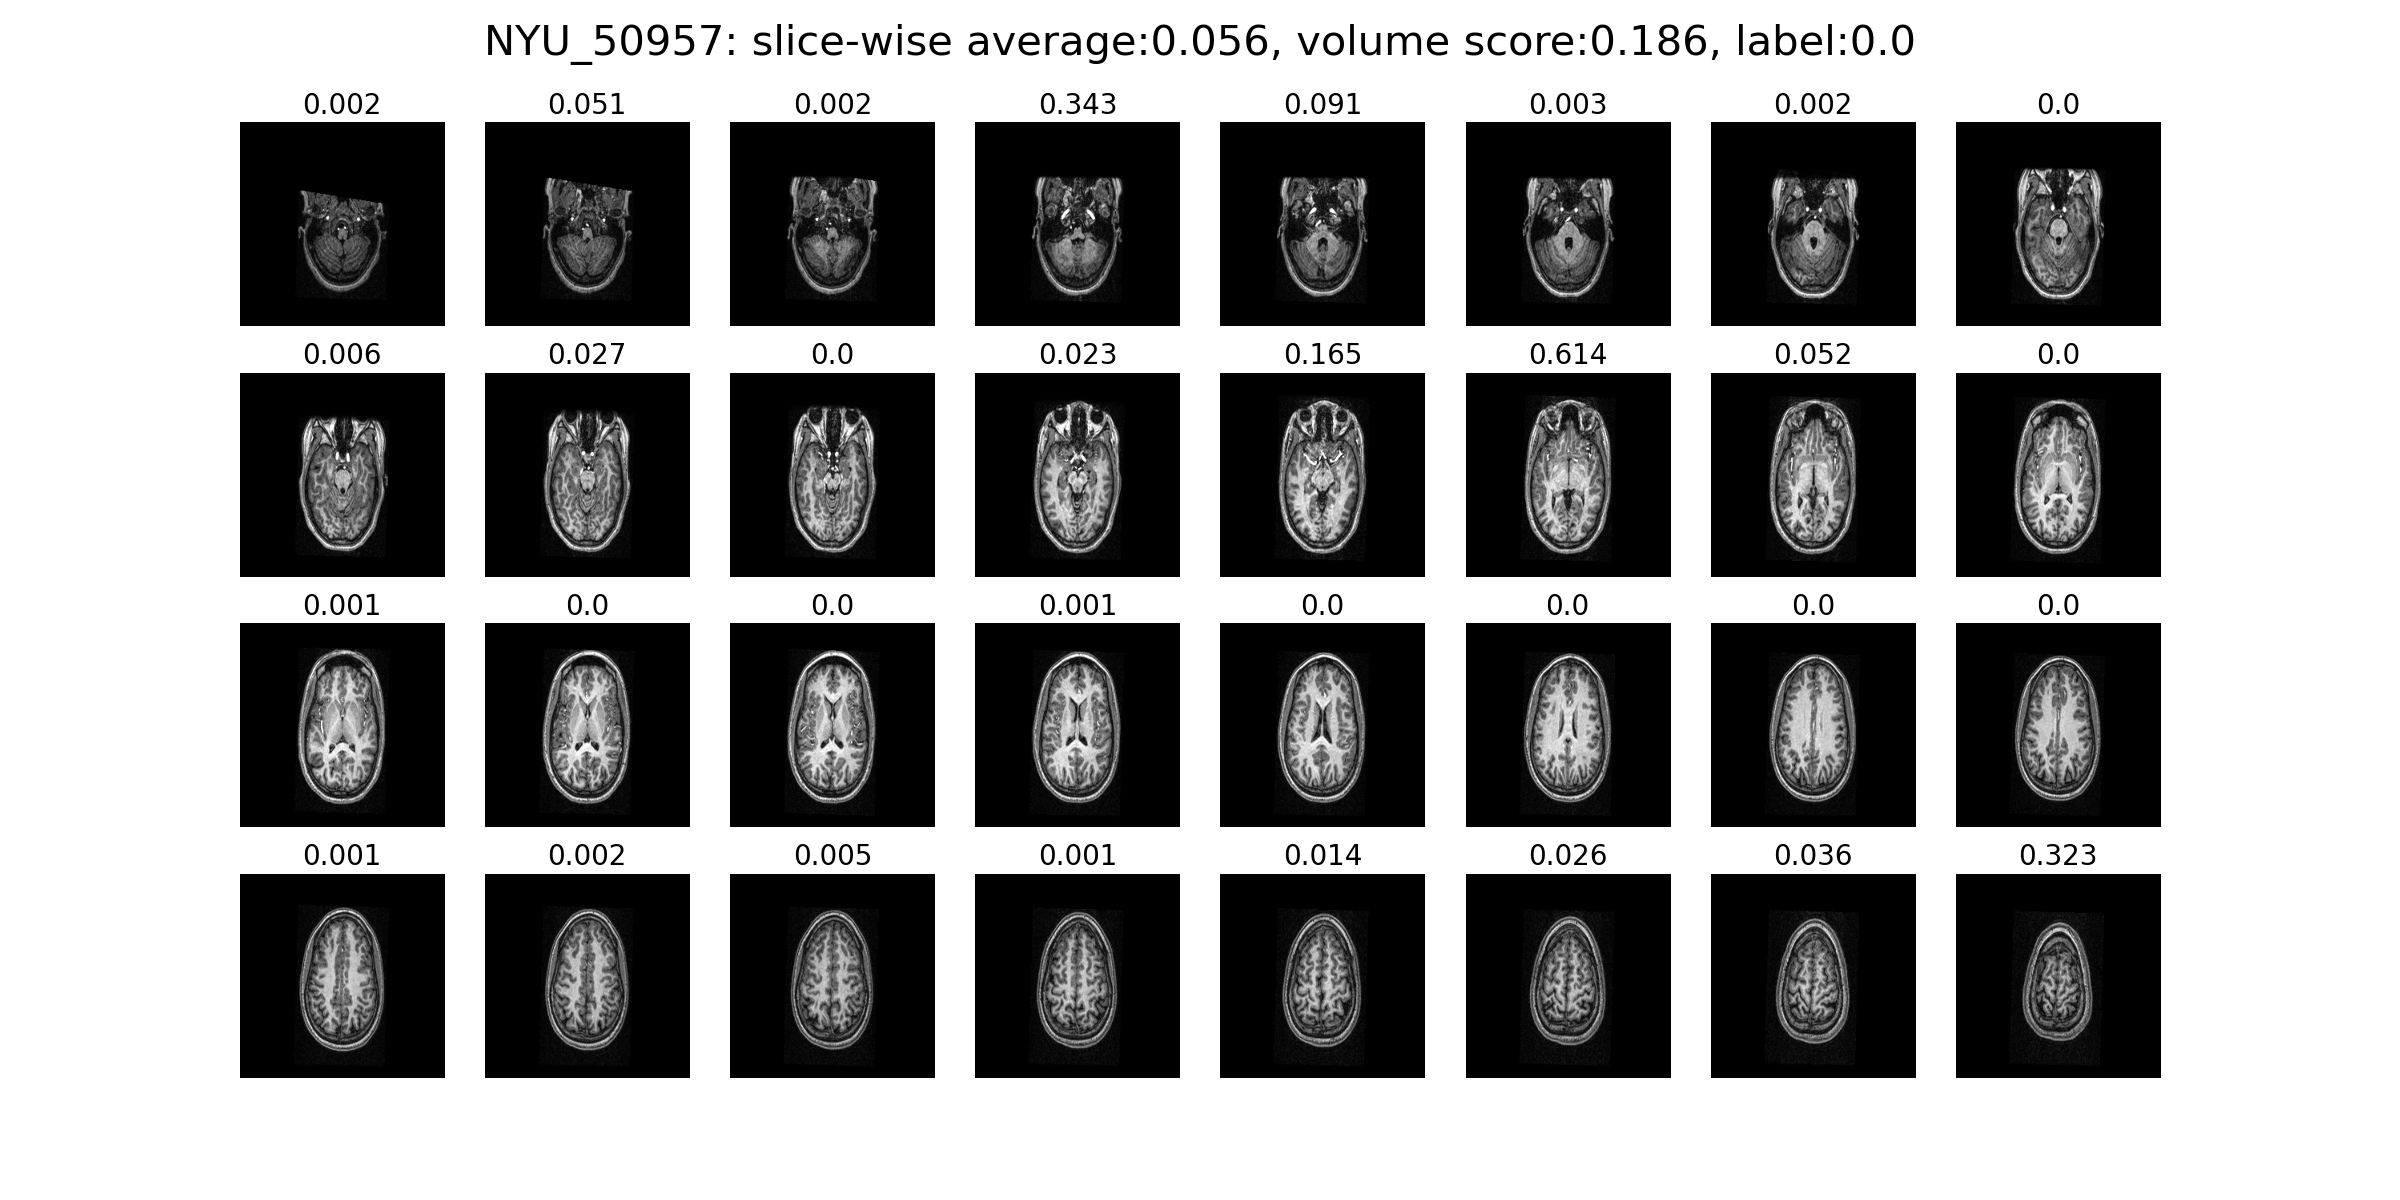 NYU_50957: slice-wise average:0.056, volume score:0.186, label:0.0
0.002 0.051 0.002 0.343 0.091 0.003 0.002 0.0
0.006 0.027 0.0 0.023 0.165 0.614 0.052 0.0
0.001 0.0 0.0 0.001 0.0 0.0 0.0 0.0
0.001 0.002 0.005 0.001 0.014 0.026 0.036 0.323